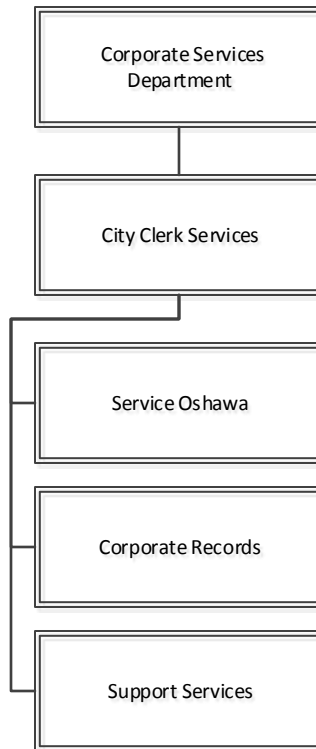 Corporate Services
Department
City Clerk Services
Service Oshawa
Corporate Records
Support Services